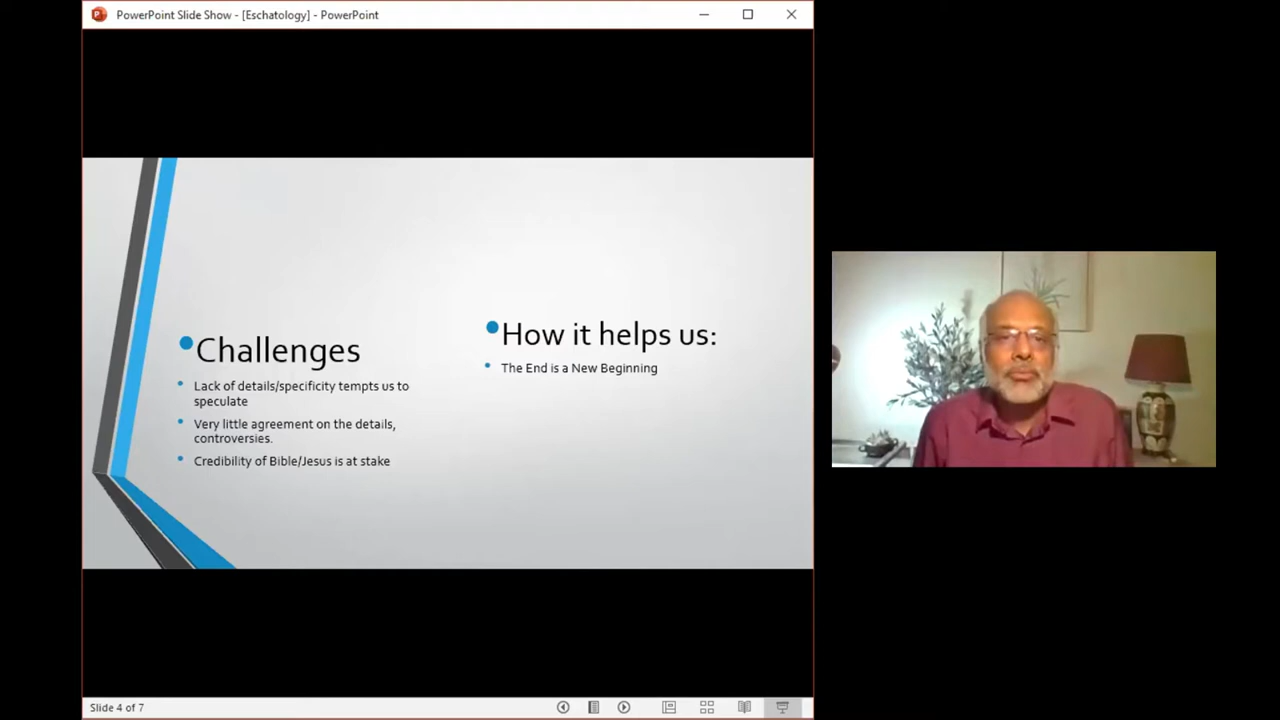 PowerPoint Slide Show - [Eschatology] - PowerPoint
Challenges
Lack of details/specificity tempts us to
speculate
Very little agreement on the details,
controversies.
Credibility of Bible/Jesus is at stake
How it helps us:
The End is a New Beginning
Slide 4 of 7